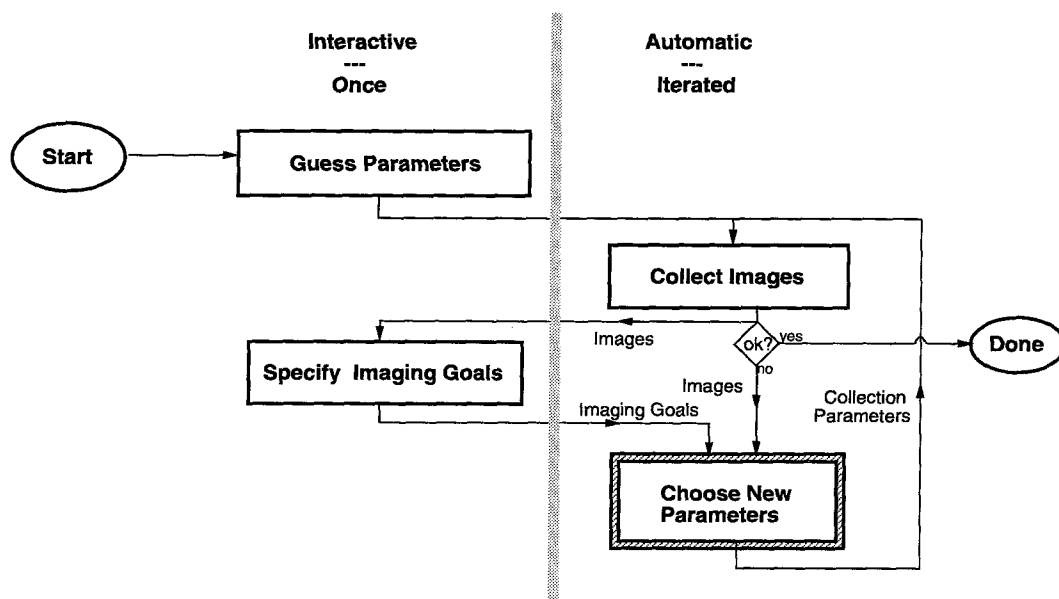 Interactive
---
Once
Automatic
---
Iterated
Start
Guess Parameters
Collect Images
Images
ok?
yes
Done
Specify Imaging Goals
no
Images
Imaging Goals
Collection
Parameters
Choose New
Parameters